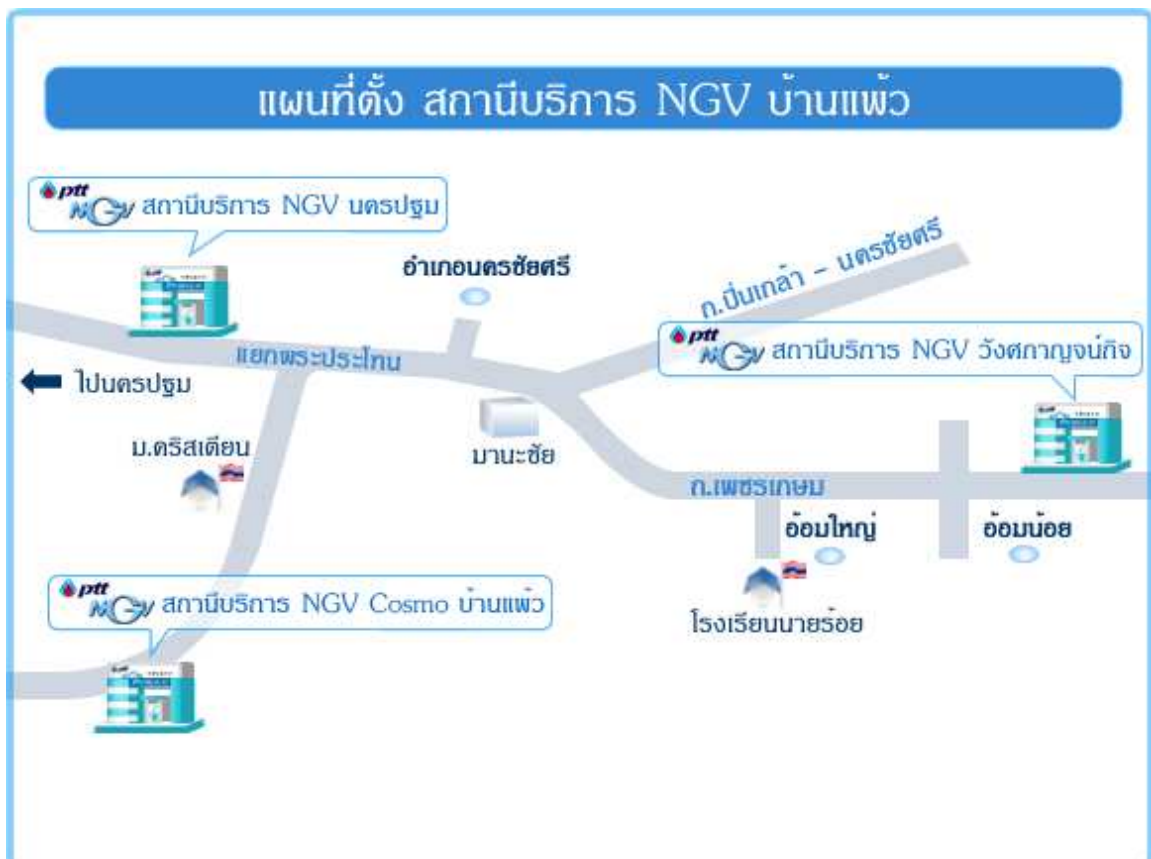 แผนที่ตั้ง สถานีบริการ NGV บ้านแพ้ว
ptt
NGV สถานีบริการ NGV นครปฐม
อำเภอนครชัยศรี
ถ.ปิ่นเกล้า - นครชัยศรี
ptt
NGV สถานีบริการ NGV วังศกาญจน์กิจ
แยกพระประโทน
ไปนครปฐม
ม.คริสเตียน
มานะชัย
ถ.เพชรเกษม
อ้อมใหญ่
อ้อมน้อย
ptt
NGV สถานีบริการ NGV Cosmo บ้านแพ้ว
โรงเรียนนายร้อย